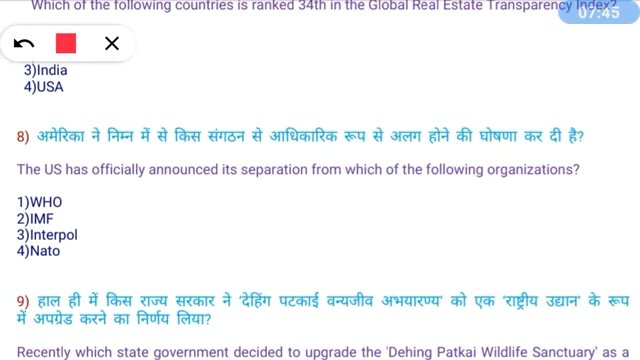 Which of the following countries is ranked 34th in the Global Real Estate Transparency Index?
07:45
3)India
4)USA
8) अमेरिका ने निम्न में से किस संगठन से आधिकारिक रूप से अलग होने की घोषणा कर दी है?
The US has officially announced its separation from which of the following organizations?
1)WHO
2)IMF
3)Interpol
4)Nato
9) हाल ही में किस राज्य सरकार ने ‘देहिंग पटकाई वन्यजीव अभयारण्य’ को एक ‘राष्ट्रीय उद्यान’ के रूप
में अपग्रेड करने का निर्णय लिया?
Recently which state government decided to upgrade the 'Dehing Patkai Wildlife Sanctuary' as a